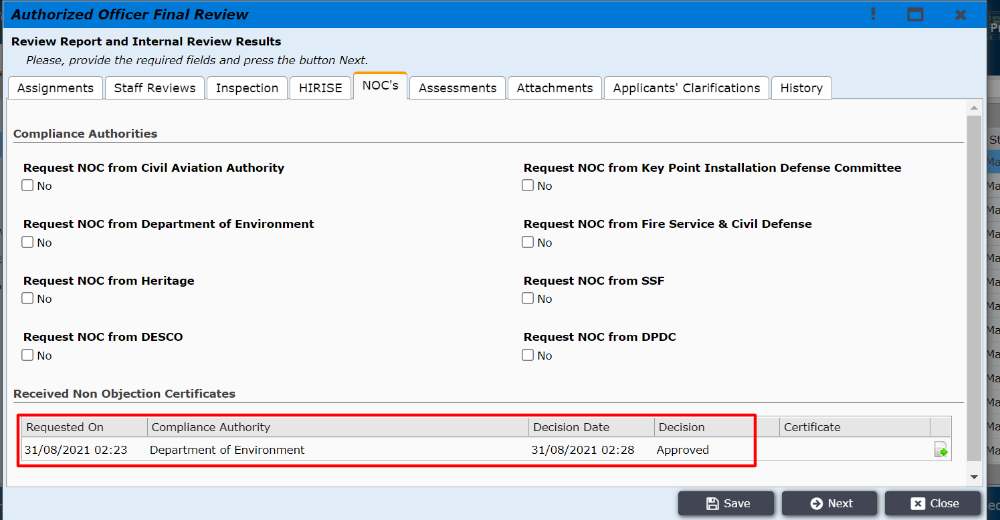 Authorized Officer Final Review
Review Report and Internal Review Results
Please, provide the required fields and press the button Next.
Assignments Staff Reviews Inspection HIRISE NOC's Assessments Attachments Applicants' Clarifications History
Compliance Authorities
Request NOC from Civil Aviation Authority Request NOC from Key Point Installation Defense Committee
No No
Request NOC from Department of Environment Request NOC from Fire Service & Civil Defense
No No
Request NOC from Heritage Request NOC from SSF
No No
Request NOC from DESCO Request NOC from DPDC
No No
Received Non Objection Certificates
Requested On Compliance Authority Decision Date Decision Certificate
31/08/2021 02:23 Department of Environment 31/08/2021 02:28 Approved
Save Next Close